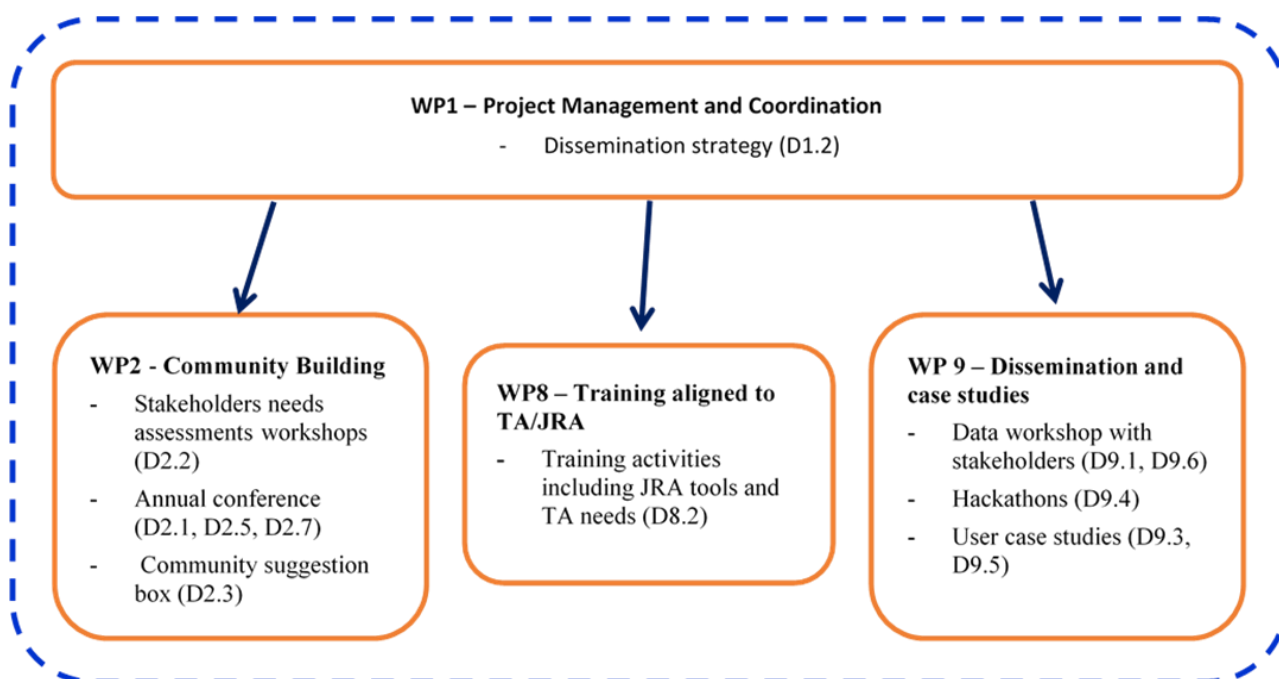 WP1 – Project Management and Coordination
- Dissemination strategy (D1.2)
WP2 - Community Building
- Stakeholders needs
assessments workshops
(D2.2)
- Annual conference
(D2.1, D2.5, D2.7)
- Community suggestion
box (D2.3)
WP8 – Training aligned to
TA/JRA
- Training activities
including JRA tools and
TA needs (D8.2)
WP 9 – Dissemination and
case studies
- Data workshop with
stakeholders (D9.1, D9.6)
- Hackathons (D9.4)
- User case studies (D9.3,
D9.5)